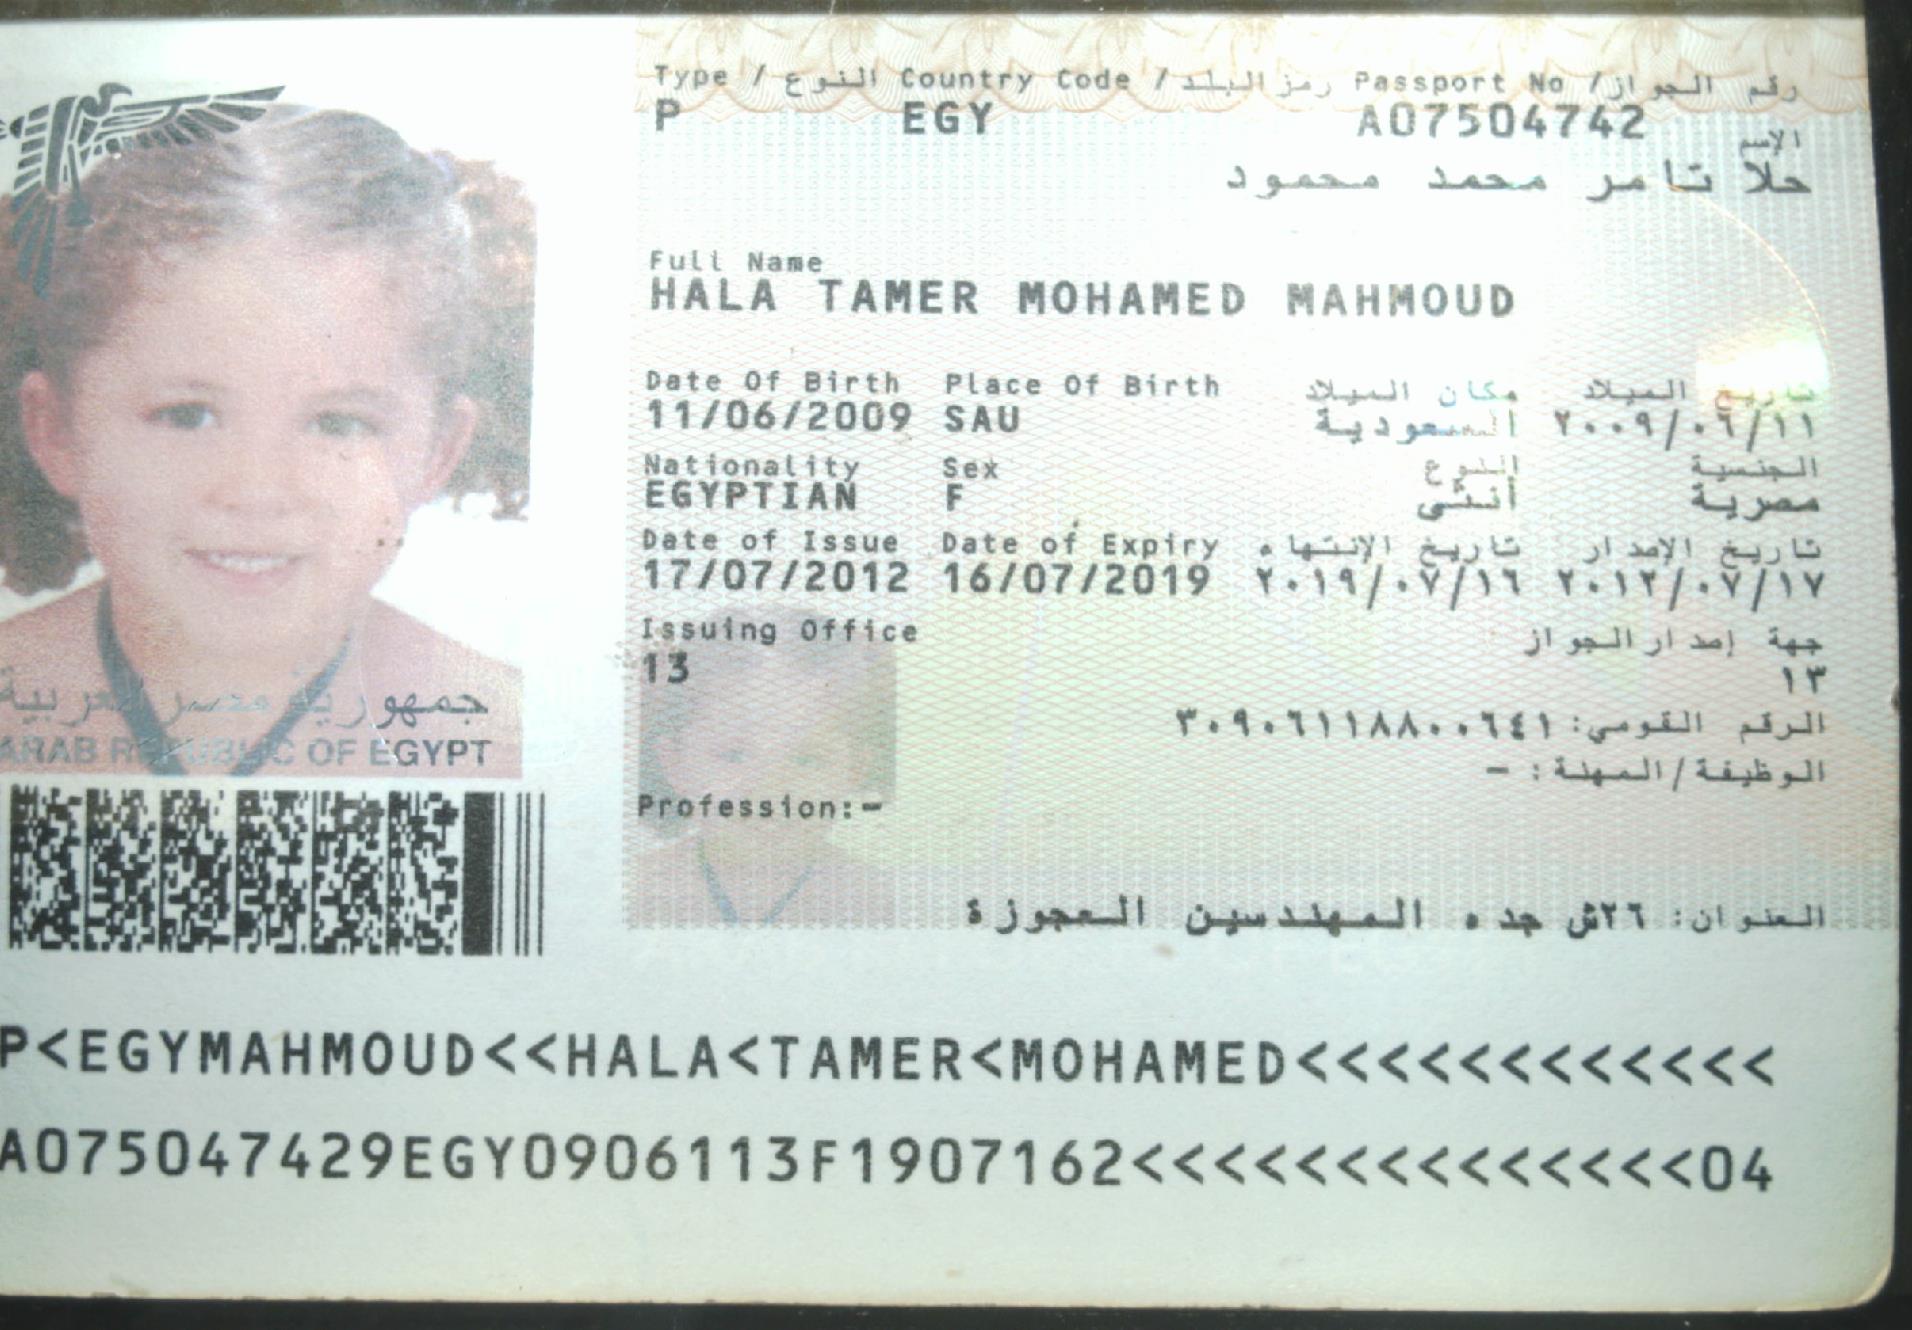 Type / النوع Country Code / رمز البلد Passport No / رقم الجواز
P EGY A07504742
الإسم
حلا تامر محمد محمود
Full Name
HALA TAMER MOHAMED MAHMOUD
Date Of Birth Place Of Birth مكان الميلاد تاريخ الميلاد
11/06/2009 SAU السعودية ٢٠٠٩/٠٦/١١
Nationality Sex النوع الجنسية
EGYPTIAN F أنثى مصرية
Date of Issue Date of Expiry تاريخ الإنتهاء تاريخ الإصدار
17/07/2012 16/07/2019 ٢٠١٩/٠٧/١٦ ٢٠١٢/٠٧/١٧
Issuing Office جهة إصدار الجواز
13 ١٣
الرقم القومي: ٣٠٩٠٦١١٨٨٠٠٦٤١
الوظيفة/المهنة: -
Profession:-
العنوان: ٢٦ش جده المهندسين العجوزة
جمهورية مصر العربية
ARAB REPUBLIC OF EGYPT
P<EGYMAHMOUD<<HALA<TAMER<MOHAMED<<<<<<<<<<<<
A075047429EGY0906113F1907162<<<<<<<<<<<<<<04